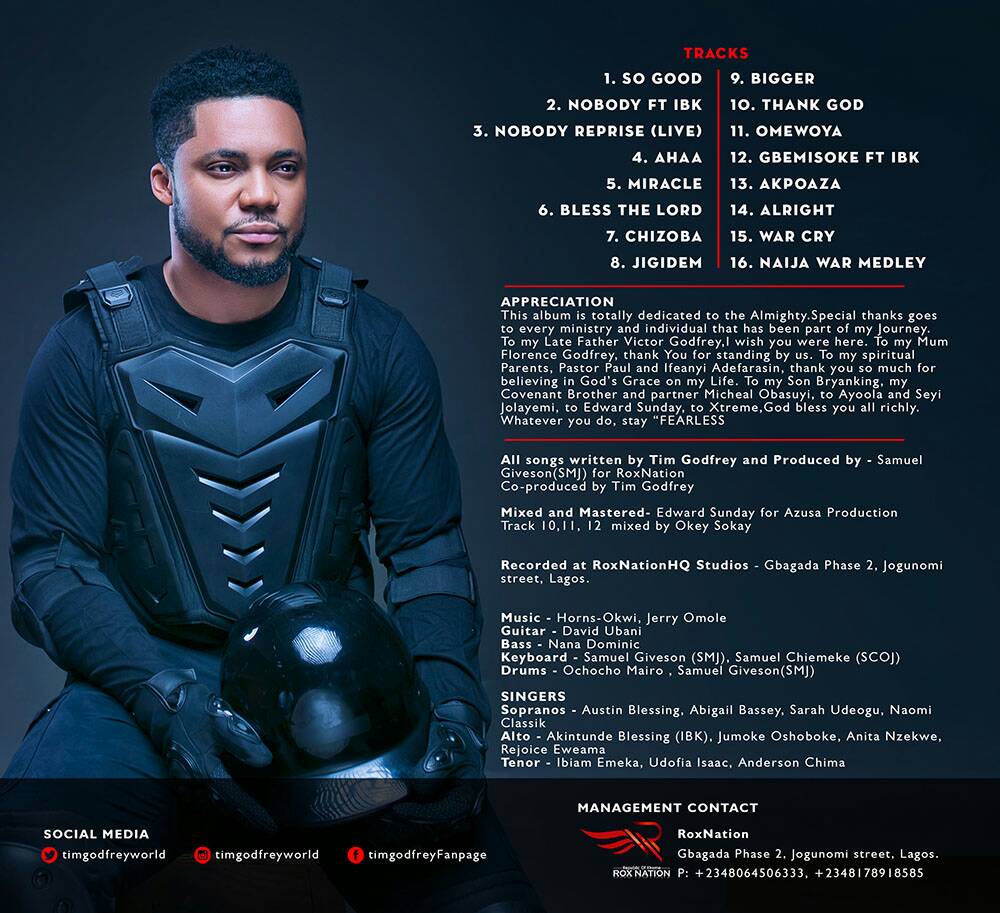 TRACKS
1. SO GOOD
2. NOBODY FT IBK
3. NOBODY REPRISE (LIVE)
4. AHAA
5. MIRACLE
6. BLESS THE LORD
7. CHIZOBA
8. JIGIDEM
9. BIGGER
10. THANK GOD
11. OMEWOYA
12. GBEMISOKE FT IBK
13. AKPOAZA
14. ALRIGHT
15. WAR CRY
16. NAIJA WAR MEDLEY
APPRECIATION
This album is totally dedicated to the Almighty.Special thanks goes
to every ministry and individual that has been part of my Journey.
To my Late Father Victor Godfrey,I wish you were here. To my Mum
Florence Godfrey, thank You for standing by us. To my spiritual
Parents, Pastor Paul and Ifeanyi Adefarasin, thank you so much for
believing in God's Grace on my Life. To my Son Bryanking, my
Covenant Brother and partner Micheal Obasuyi, to Ayoola and Seyi
Jolayemi, to Edward Sunday, to Xtreme,God bless you all richly.
Whatever you do, stay “FEARLESS
All songs written by Tim Godfrey and Produced by - Samuel
Giveson(SMJ) for RoxNation
Co-produced by Tim Godfrey
Mixed and Mastered- Edward Sunday for Azusa Production
Track 10,11, 12 mixed by Okey Sokay
Recorded at RoxNationHQ Studios - Gbagada Phase 2, Jogunomi
street, Lagos.
Music - Horns-Okwi, Jerry Omole
Guitar - David Ubani
Bass - Nana Dominic
Keyboard - Samuel Giveson (SMJ), Samuel Chiemeke (SCOJ)
Drums - Ochocho Mairo , Samuel Giveson(SMJ)
SINGERS
Sopranos - Austin Blessing, Abigail Bassey, Sarah Udeogu, Naomi
Classik
Alto - Akintunde Blessing (IBK), Jumoke Oshoboke, Anita Nzekwe,
Rejoice Eweama
Tenor - Ibiam Emeka, Udofia Isaac, Anderson Chima
SOCIAL MEDIA
timgodfreyworld
timgodfreyworld
timgodfreyFanpage
MANAGEMENT CONTACT
ROX NATION
RoxNation
Gbagada Phase 2, Jogunomi street, Lagos.
P: +2348064506333, +2348178918585